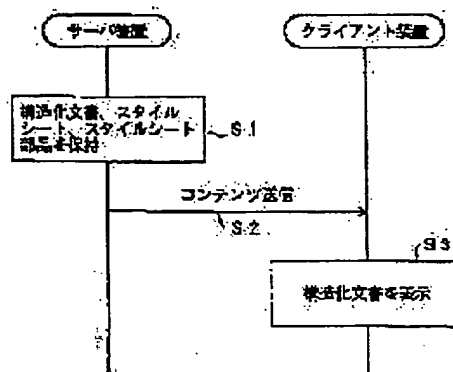 サーバ装置
クライアント装置
構造化文書、スタイル
シート、スタイルシート
部品を保持
S1
コンテンツ送信
S2
S3
構造化文書を表示